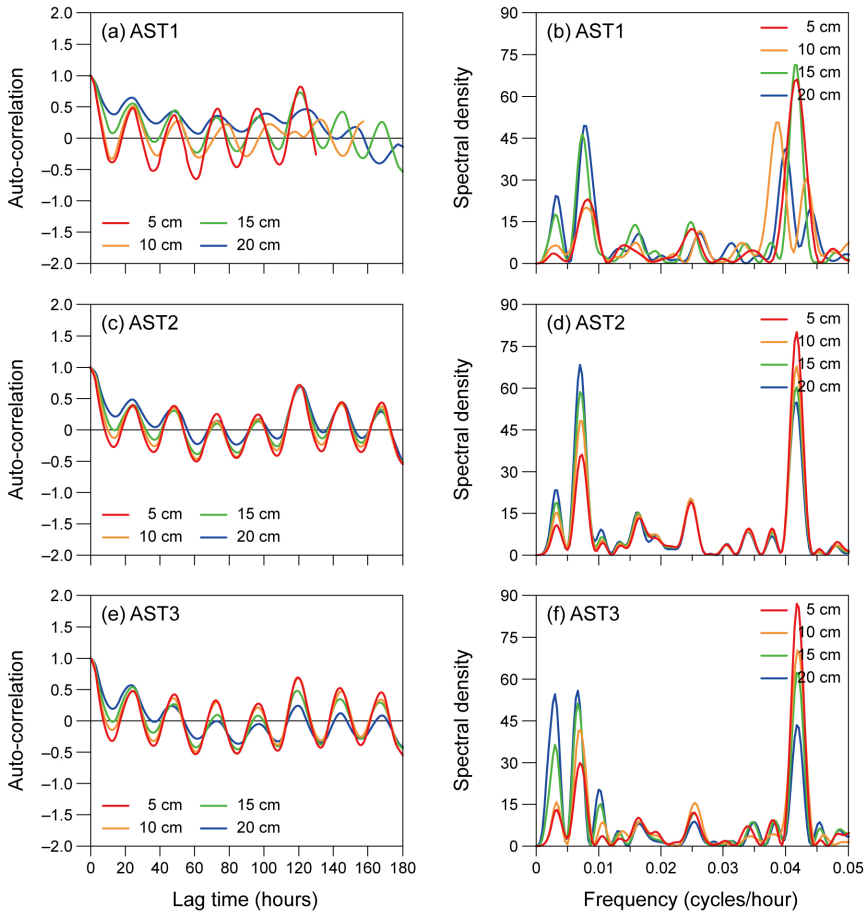 (a) AST1
Auto-correlation
2.0
1.5
1.0
0.5
0
−0.5
−1.0
−1.5
−2.0
5 cm
15 cm
10 cm
20 cm
(b) AST1
Spectral density
90
75
60
45
30
15
0
5 cm
10 cm
15 cm
20 cm
(c) AST2
Auto-correlation
2.0
1.5
1.0
0.5
0
−0.5
−1.0
−1.5
−2.0
5 cm
15 cm
10 cm
20 cm
(d) AST2
Spectral density
90
75
60
45
30
15
0
5 cm
10 cm
15 cm
20 cm
(e) AST3
Auto-correlation
2.0
1.5
1.0
0.5
0
−0.5
−1.0
−1.5
−2.0
5 cm
15 cm
10 cm
20 cm
0 20 40 60 80 100 120 140 160 180
Lag time (hours)
(f) AST3
Spectral density
90
75
60
45
30
15
0
5 cm
10 cm
15 cm
20 cm
0 0.01 0.02 0.03 0.04 0.05
Frequency (cycles/hour)